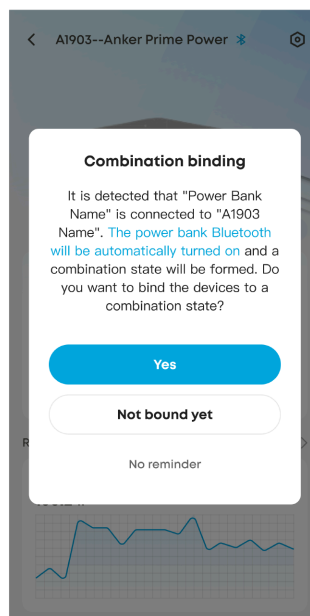 A1903--Anker Prime Power
Combination binding
It is detected that "Power Bank
Name" is connected to "A1903
Name". The power bank Bluetooth
will be automatically turned on and a
combination state will be formed. Do
you want to bind the devices to a
combination state?
Yes
Not bound yet
R
No reminder